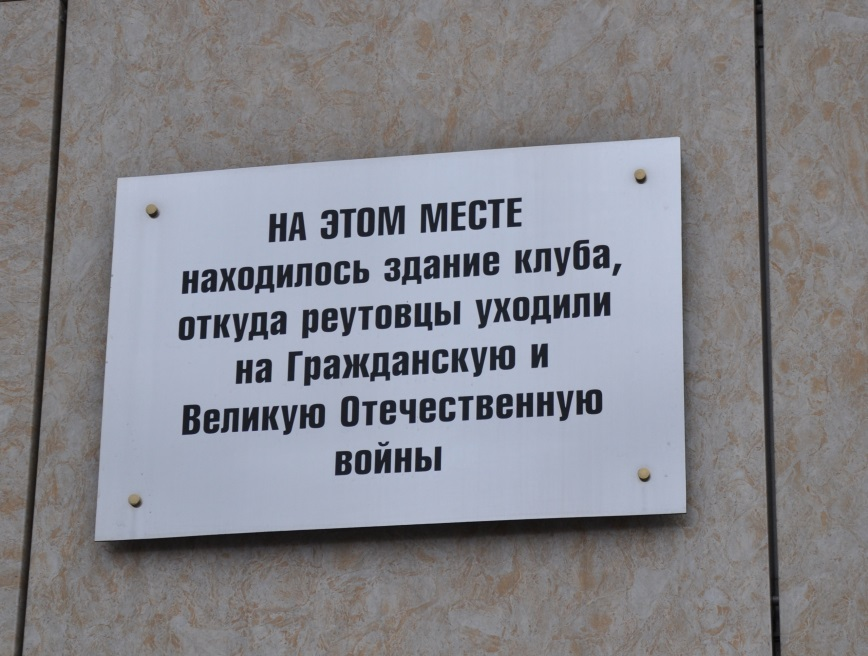 НА ЭТОМ МЕСТЕ
находилось здание клуба,
откуда реутовцы уходили
на Гражданскую и
Великую Отечественную
войны